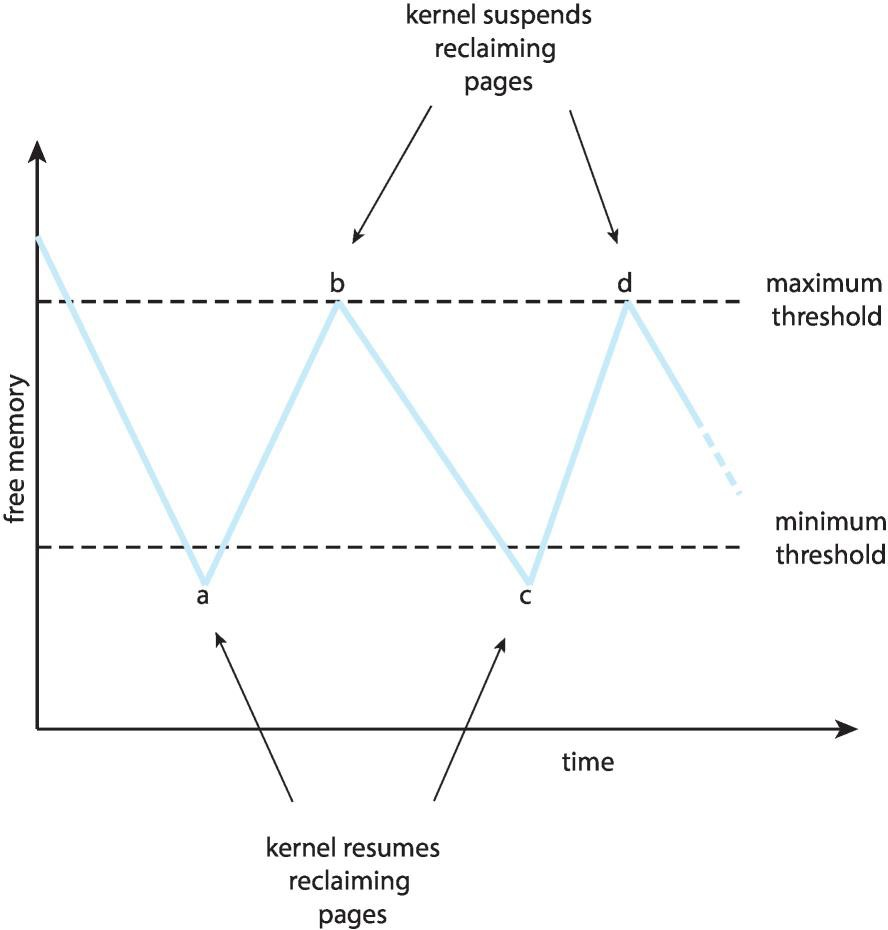 kernel suspends
reclaiming
pages
b
d
maximum
threshold
free memory
minimum
threshold
a
c
time
kernel resumes
reclaiming
pages